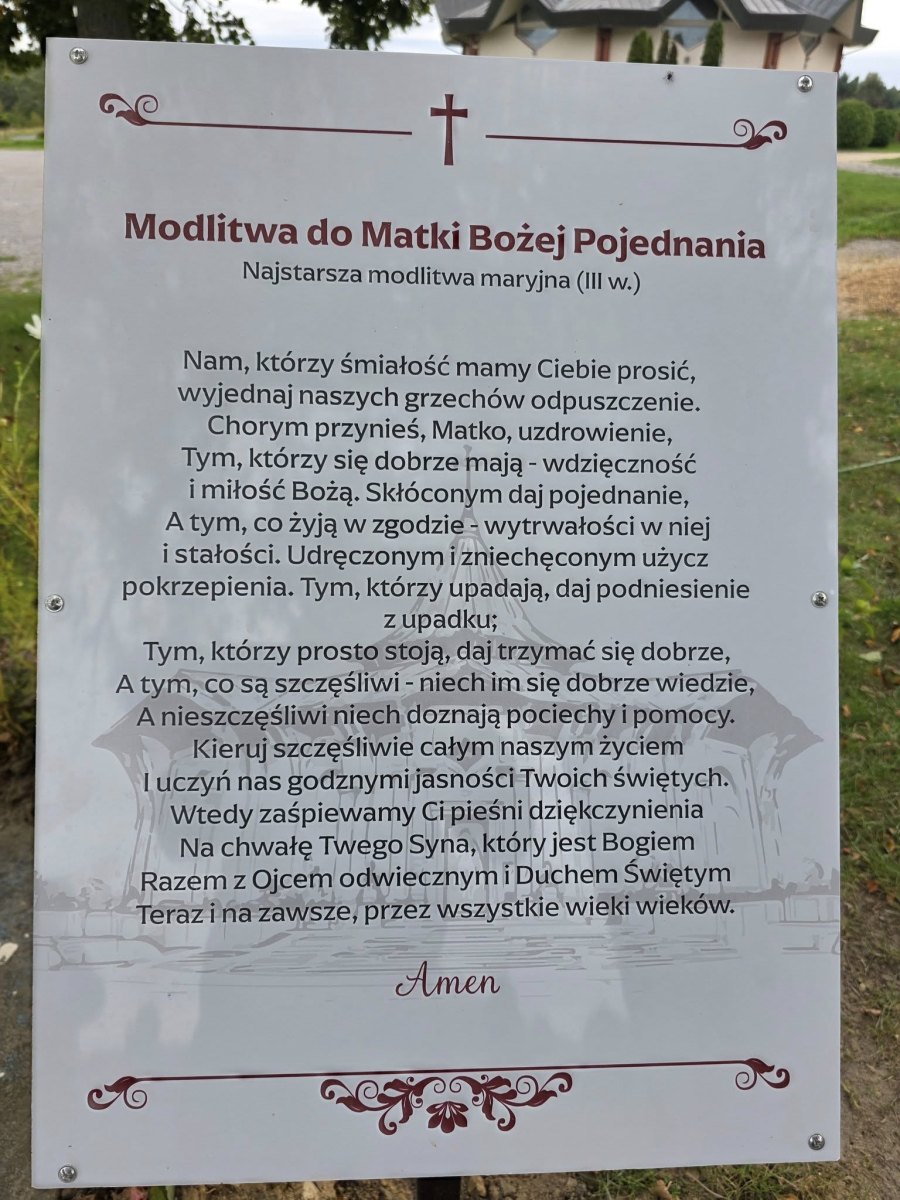 Modlitwa do Matki Bożej Pojednania
Najstarsza modlitwa maryjna (III w.)
Nam, którzy śmiałość mamy Ciebie prosić,
wyjednaj naszych grzechów odpuszczenie.
Chorym przynieś, Matko, uzdrowienie,
Tym, którzy się dobrze mają - wdzięczność
i miłość Bożą. Skłóconym daj pojednanie,
A tym, co żyją w zgodzie - wytrwałości w niej
i stałości. Udręczonym i zniechęconym użycz
pokrzepienia. Tym, którzy upadają, daj podniesienie
z upadku;
Tym, którzy prosto stoją, daj trzymać się dobrze,
A tym, co są szczęśliwi - niech im się dobrze wiedzie,
A nieszczęśliwi niech doznają pociechy i pomocy.
Kieruj szczęśliwie całym naszym życiem
I uczyń nas godznymi jasności Twoich świętych.
Wtedy zaśpiewamy Ci pieśni dziękczynienia
Na chwałę Twego Syna, który jest Bogiem
Razem z Ojcem odwiecznym i Duchem Świętym
Teraz i na zawsze, przez wszystkie wieki wieków.
Amen